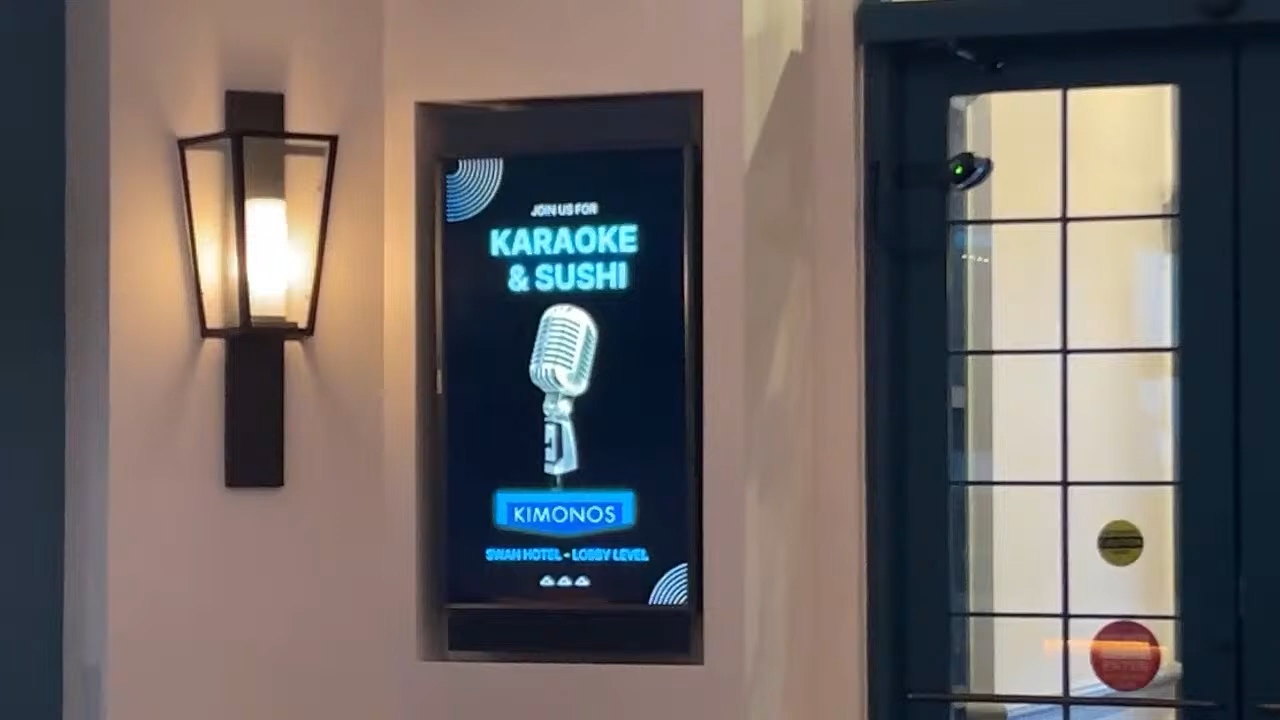 JOIN US FOR
KARAOKE
& SUSHI
KIMONOS
SWAN HOTEL - LOBBY LEVEL